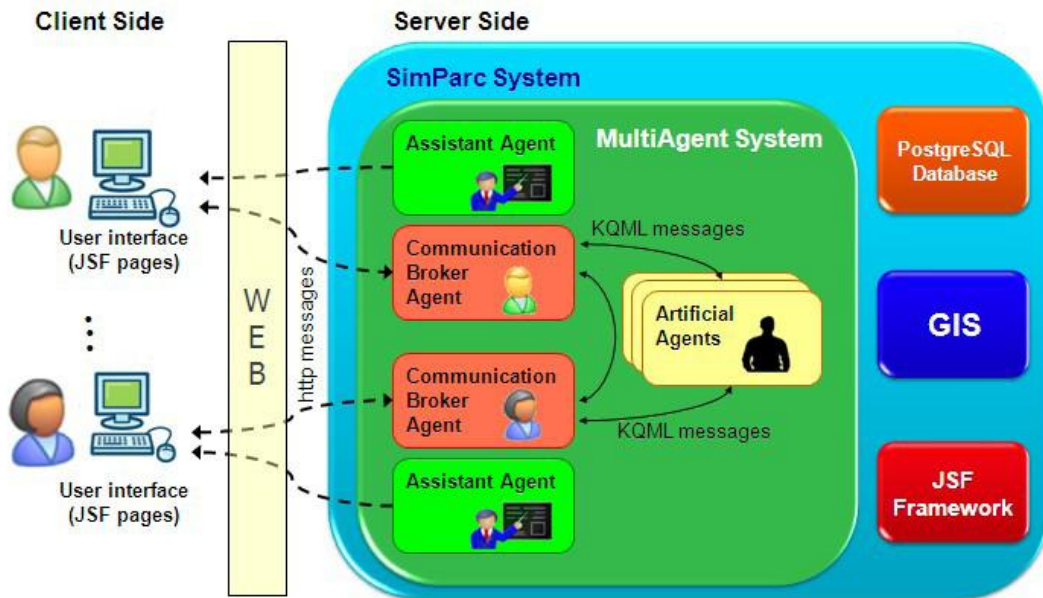 Client Side
Server Side
SimParc System
MultiAgent System
Assistant Agent
PostgreSQL
Database
User interface
(JSF pages)
KQML messages
Communication
Broker
Agent
W
E
B
http messages
Artificial
Agents
GIS
Communication
Broker
Agent
KQML messages
User interface
(JSF pages)
Assistant Agent
JSF
Framework